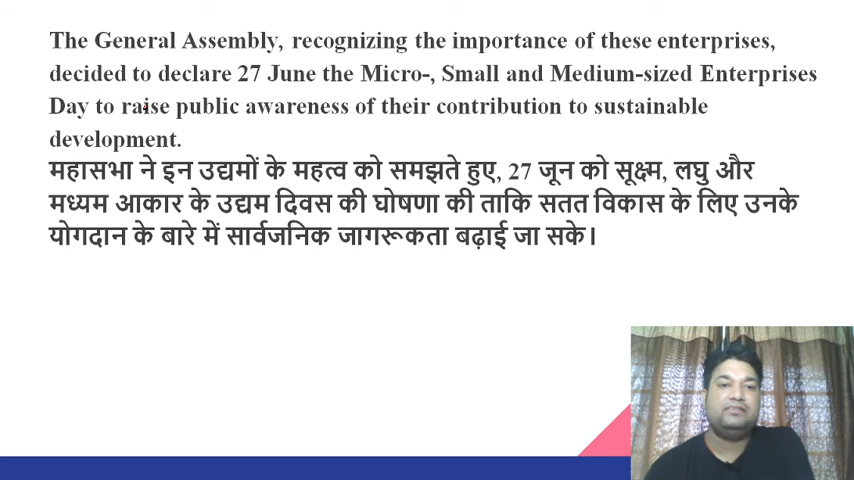 The General Assembly, recognizing the importance of these enterprises,
decided to declare 27 June the Micro-, Small and Medium-sized Enterprises
Day to raise public awareness of their contribution to sustainable
development.
महासभा ने इन उद्यमों के महत्व को समझते हुए, 27 जून को सूक्ष्म, लघु और
मध्यम आकार के उद्यम दिवस की घोषणा की ताकि सतत विकास के लिए उनके
योगदान के बारे में सार्वजनिक जागरूकता बढ़ाई जा सके।